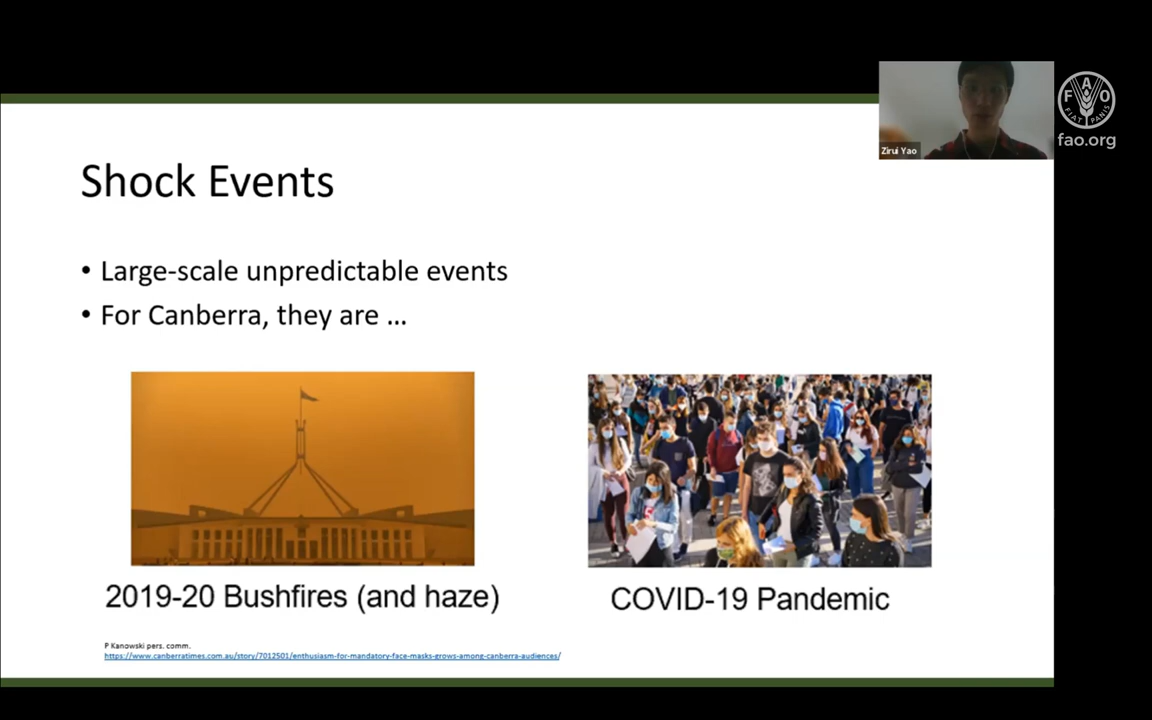 Zirui Yao
FAO
FIAT PANIS
fao.org
Shock Events
• Large-scale unpredictable events
• For Canberra, they are ...
2019-20 Bushfires (and haze)
COVID-19 Pandemic
P Kanowski pers. comm.
https://www.canberratimes.com.au/story/7012501/enthusiasm-for-mandatory-face-masks-grows-among-canberra-audiences/